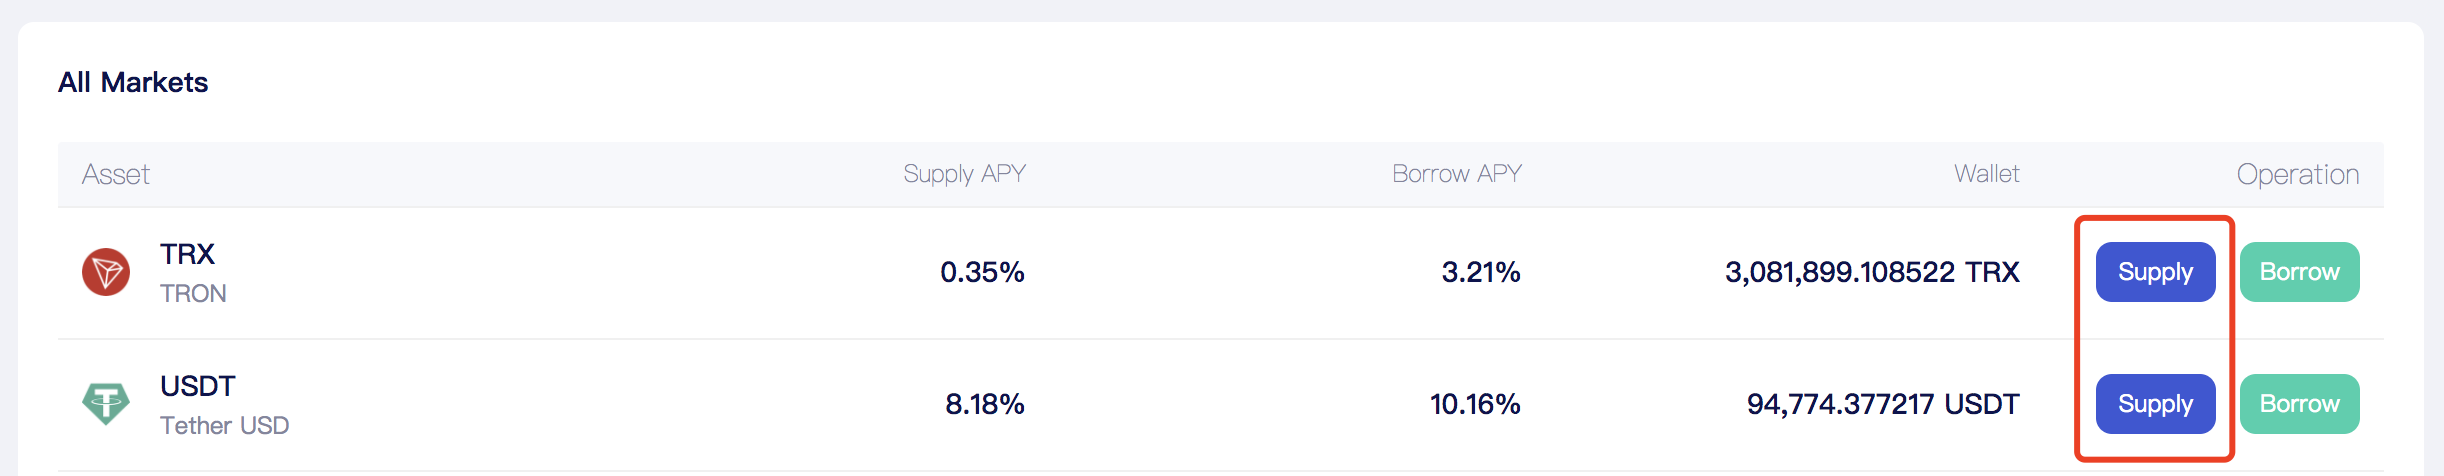 All Markets
Asset Supply APY Borrow APY Wallet Operation
TRX
TRON
0.35% 3.21% 3,081,899.108522 TRX Supply Borrow
USDT
Tether USD
8.18% 10.16% 94,774.377217 USDT Supply Borrow